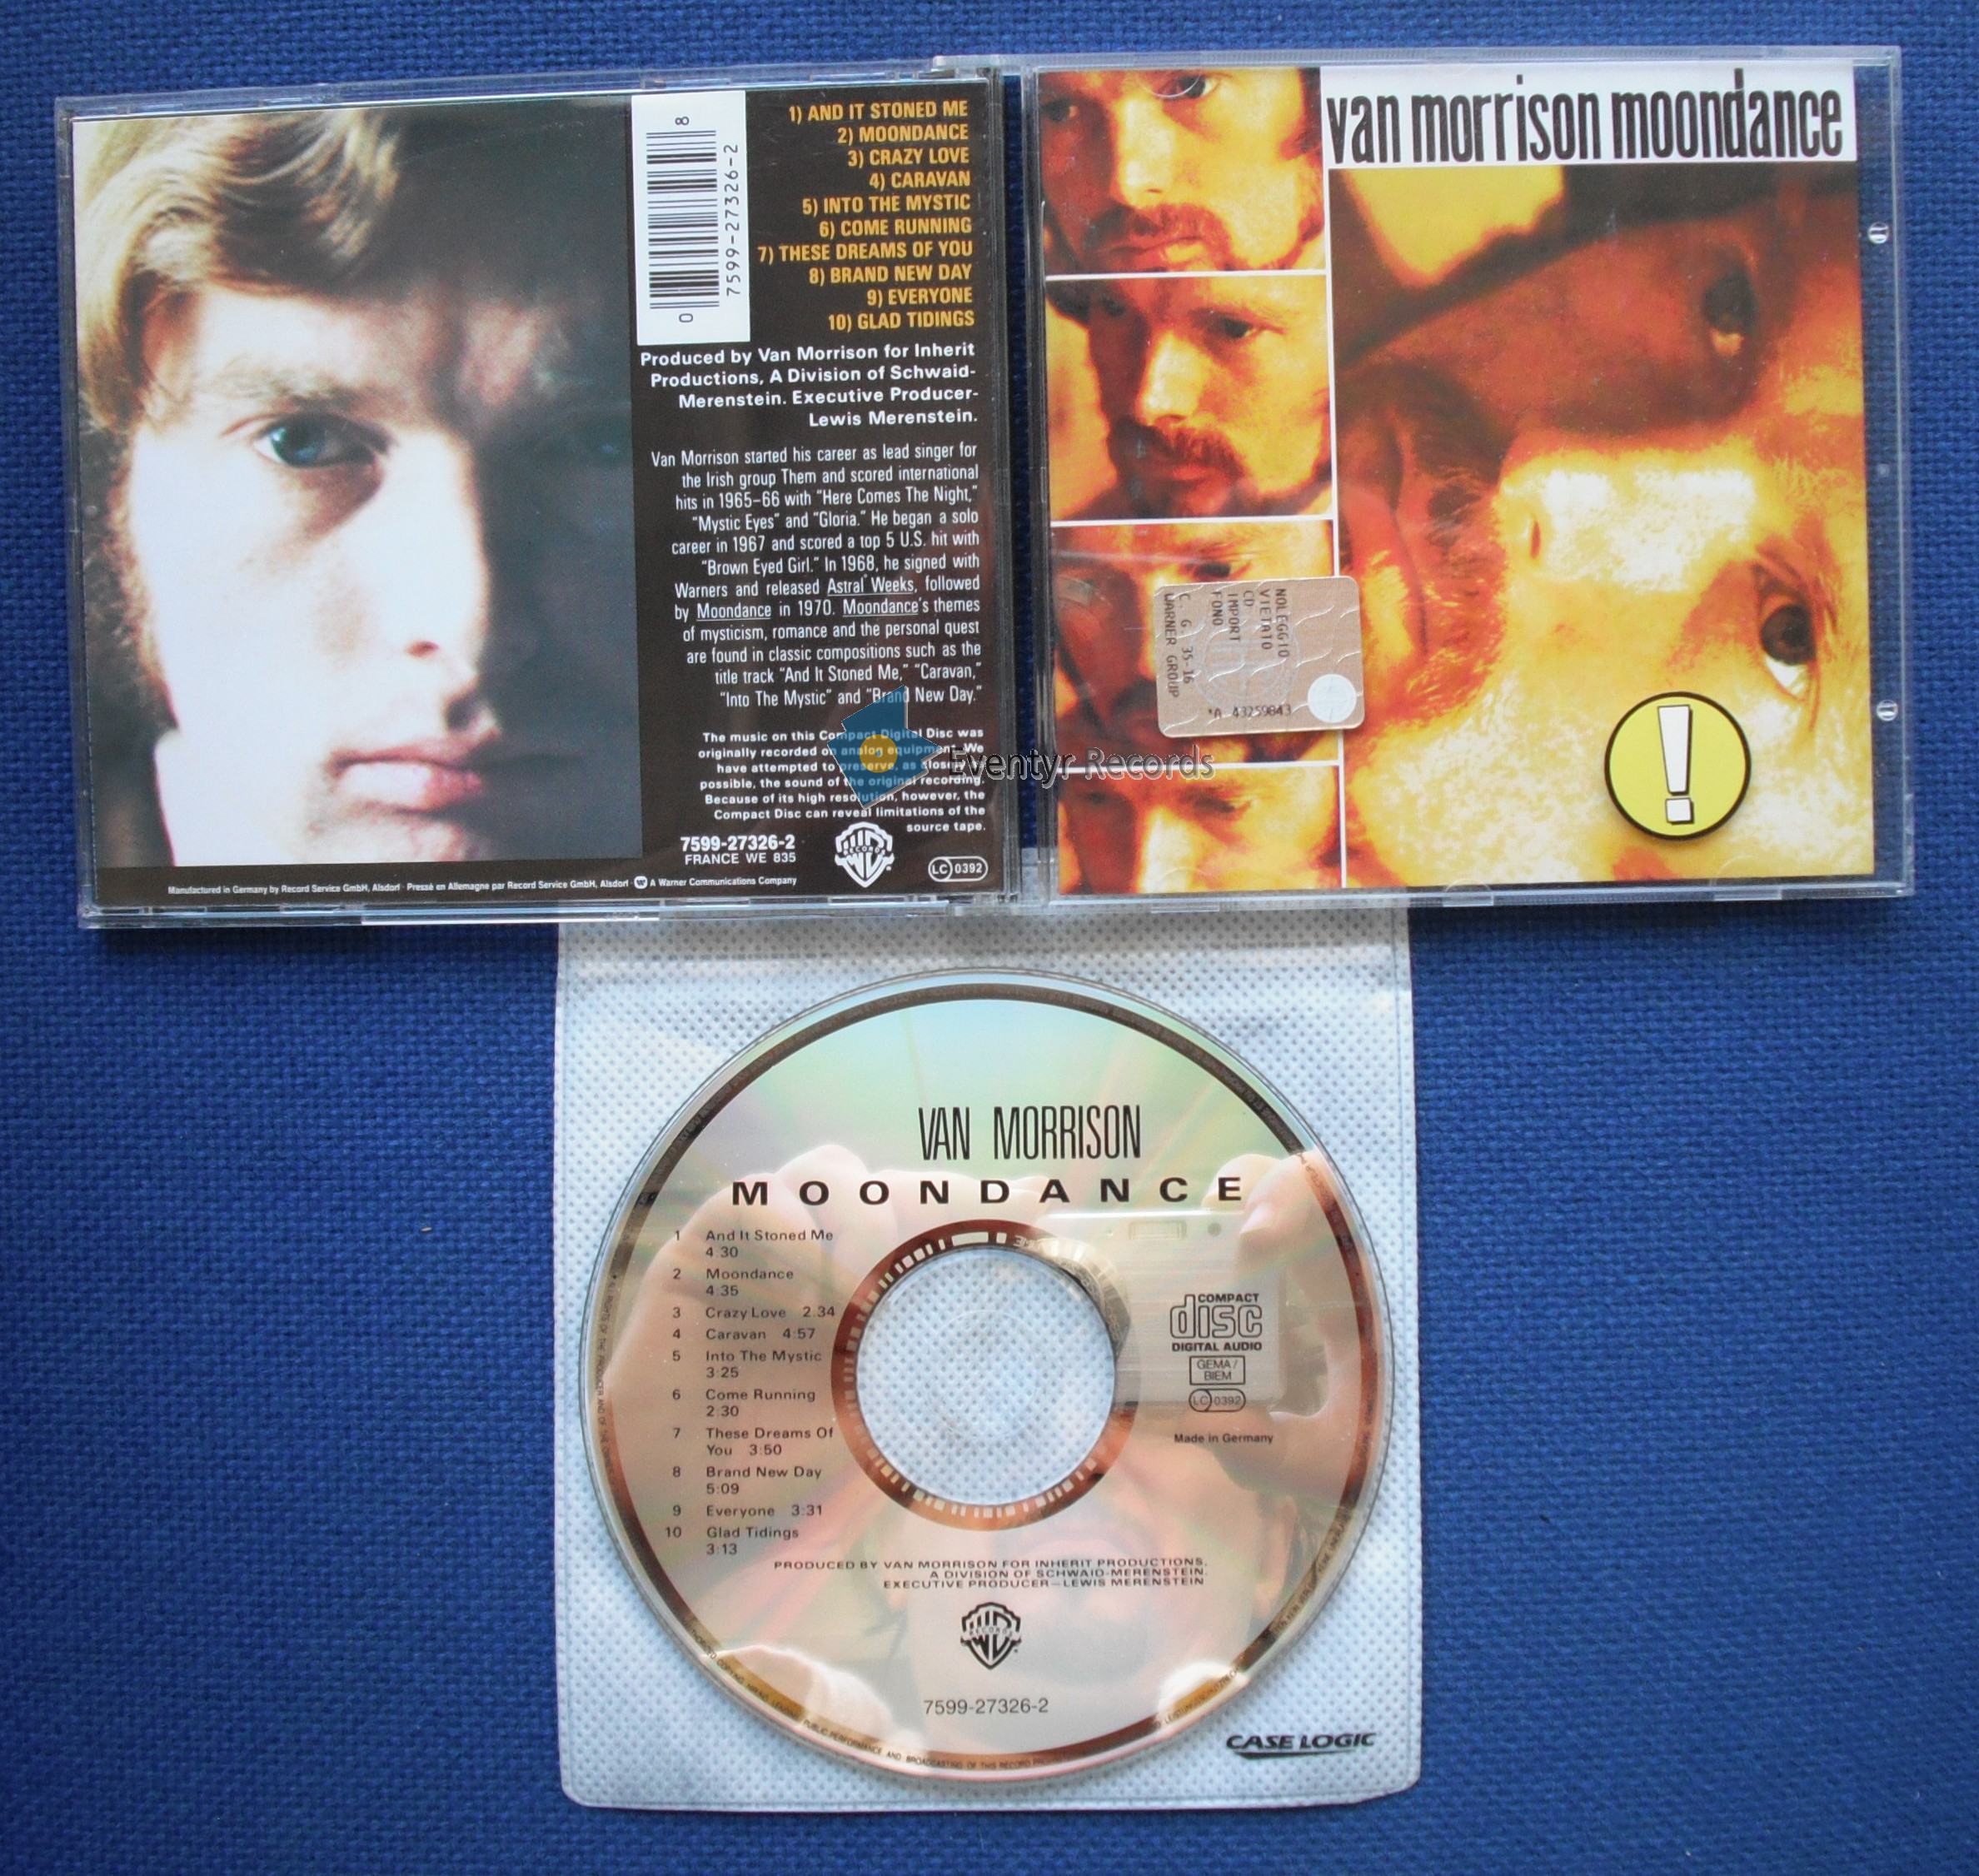 1) AND IT STONED ME
2) MOONDANCE
3) CRAZY LOVE
4) CARAVAN
5) INTO THE MYSTIC
6) COME RUNNING
7) THESE DREAMS OF YOU
8) BRAND NEW DAY
9) EVERYONE
10) GLAD TIDINGS
0 7599-27326-2 8
Produced by Van Morrison for Inherit
Productions, A Division of Schwaid-
Merenstein. Executive Producer-
Lewis Merenstein.
Van Morrison started his career as lead singer for
the Irish group Them and scored international
hits in 1965–66 with "Here Comes The Night,"
"Mystic Eyes" and "Gloria." He began a solo
career in 1967 and scored a top 5 U.S. hit with
"Brown Eyed Girl." In 1968, he signed with
Warners and released Astral Weeks, followed
by Moondance in 1970. Moondance's themes
of mysticism, romance and the personal quest
are found in classic compositions such as the
title track "And It Stoned Me," "Caravan,"
"Into The Mystic" and "Brand New Day."
The music on this Compact Digital Disc was
originally recorded on analog equipment. We
have attempted to preserve, as closely as
possible, the sound of the original recording.
Because of its high resolution, however, the
Compact Disc can reveal limitations of the
source tape.
7599-27326-2
FRANCE WE 835
RECORDS
LC 0392
Manufactured in Germany by Record Service GmbH, Alsdorf · Pressé en Allemagne par Record Service GmbH, Alsdorf · A Warner Communications Company
Eventyr Records
van morrison moondance
NOLEGGIO
VIETATO
CD
IMPORT
FONO
C. G. 35-16
WARNER GROUP
*A 43259843
!
VAN MORRISON
MOONDANCE
1 And It Stoned Me
4:30
2 Moondance
4:35
3 Crazy Love 2:34
4 Caravan 4:57
5 Into The Mystic
3:25
6 Come Running
2:30
7 These Dreams Of
You 3:50
8 Brand New Day
5:09
9 Everyone 3:31
10 Glad Tidings
3:13
COMPACT
disc
DIGITAL AUDIO
GEMA/
BIEM
LC 0392
Made in Germany
PRODUCED BY VAN MORRISON FOR INHERIT PRODUCTIONS,
A DIVISION OF SCHWAID-MERENSTEIN.
EXECUTIVE PRODUCER—LEWIS MERENSTEIN
RECORDS
7599-27326-2
PUBLIC PERFORMANCE AND BROADCASTING OF THIS RECORD
CASE LOGIC